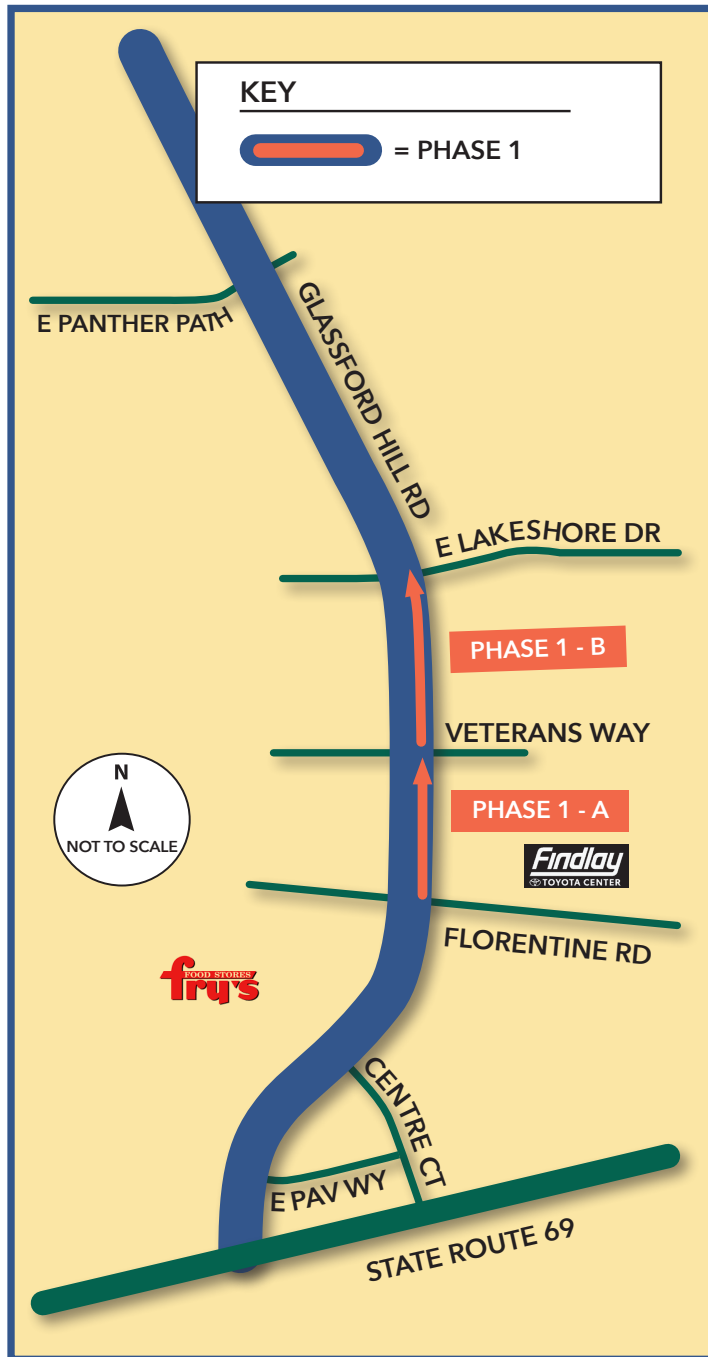 KEY
= PHASE 1
E PANTHER PATH
GLASSFORD HILL RD
E LAKESHORE DR
PHASE 1 - B
VETERANS WAY
N
NOT TO SCALE
PHASE 1 - A
Findlay
TOYOTA CENTER
FLORENTINE RD
FOOD STORES
fry's
CENTRE CT
E PAV WY
STATE ROUTE 69